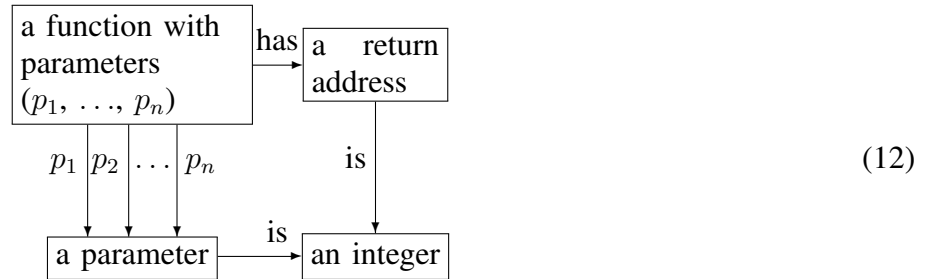 a function with
parameters
(p1, ..., pn)
has
a return
address
p1 p2 ... pn
is
(12)
a parameter
is
an integer